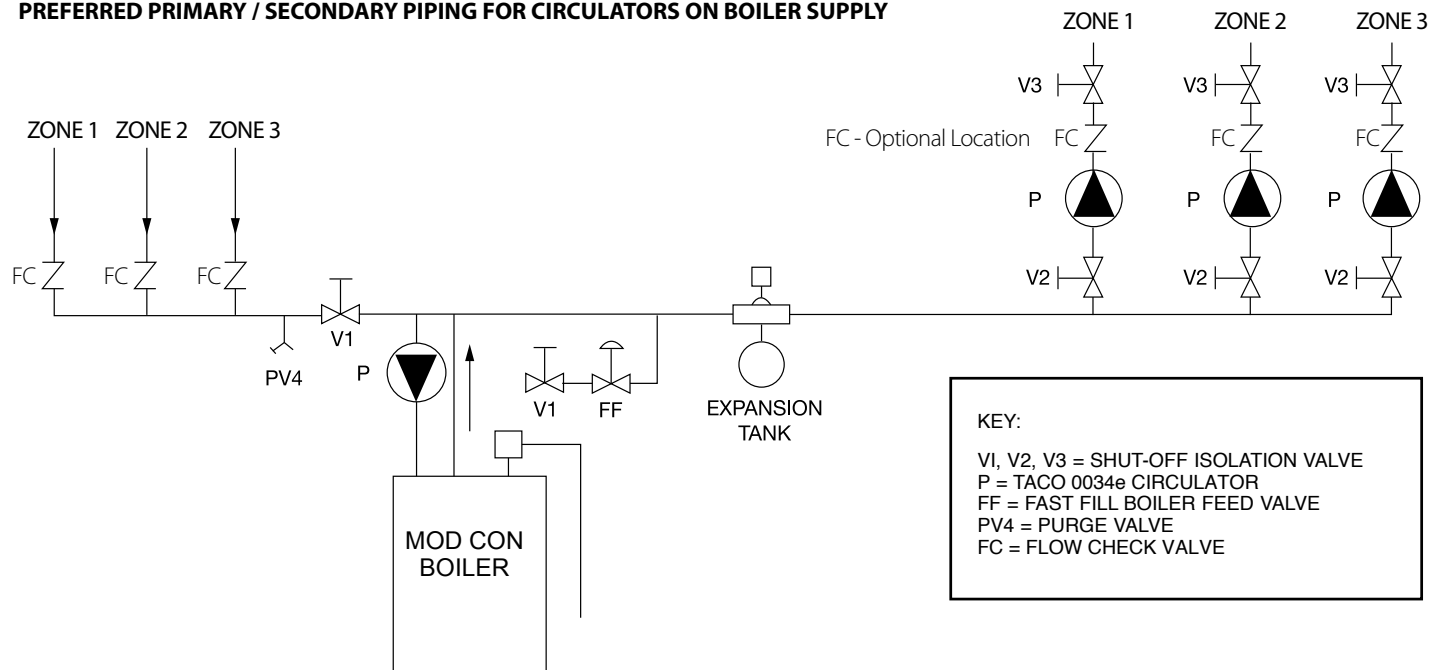 PREFERRED PRIMARY / SECONDARY PIPING FOR CIRCULATORS ON BOILER SUPPLY
ZONE 1 ZONE 2 ZONE 3
V3 V3 V3
FC - Optional Location FC FC FC
P P P
V2 V2 V2
ZONE 1 ZONE 2 ZONE 3
FC FC FC
V1
PV4
P
V1 FF
EXPANSION
TANK
MOD CON
BOILER
KEY:
VI, V2, V3 = SHUT-OFF ISOLATION VALVE
P = TACO 0034e CIRCULATOR
FF = FAST FILL BOILER FEED VALVE
PV4 = PURGE VALVE
FC = FLOW CHECK VALVE